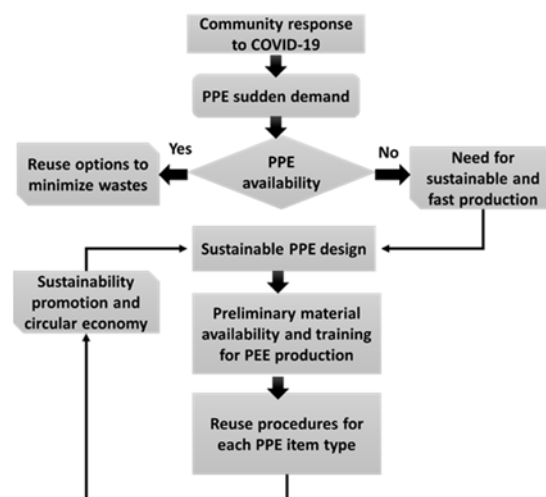 Community response
to COVID-19
PPE sudden demand
Yes
No
Reuse options to
minimize wastes
PPE
availability
Need for
sustainable and
fast production
Sustainable PPE design
Sustainability
promotion and
circular economy
Preliminary material
availability and training
for PEE production
Reuse procedures for
each PPE item type